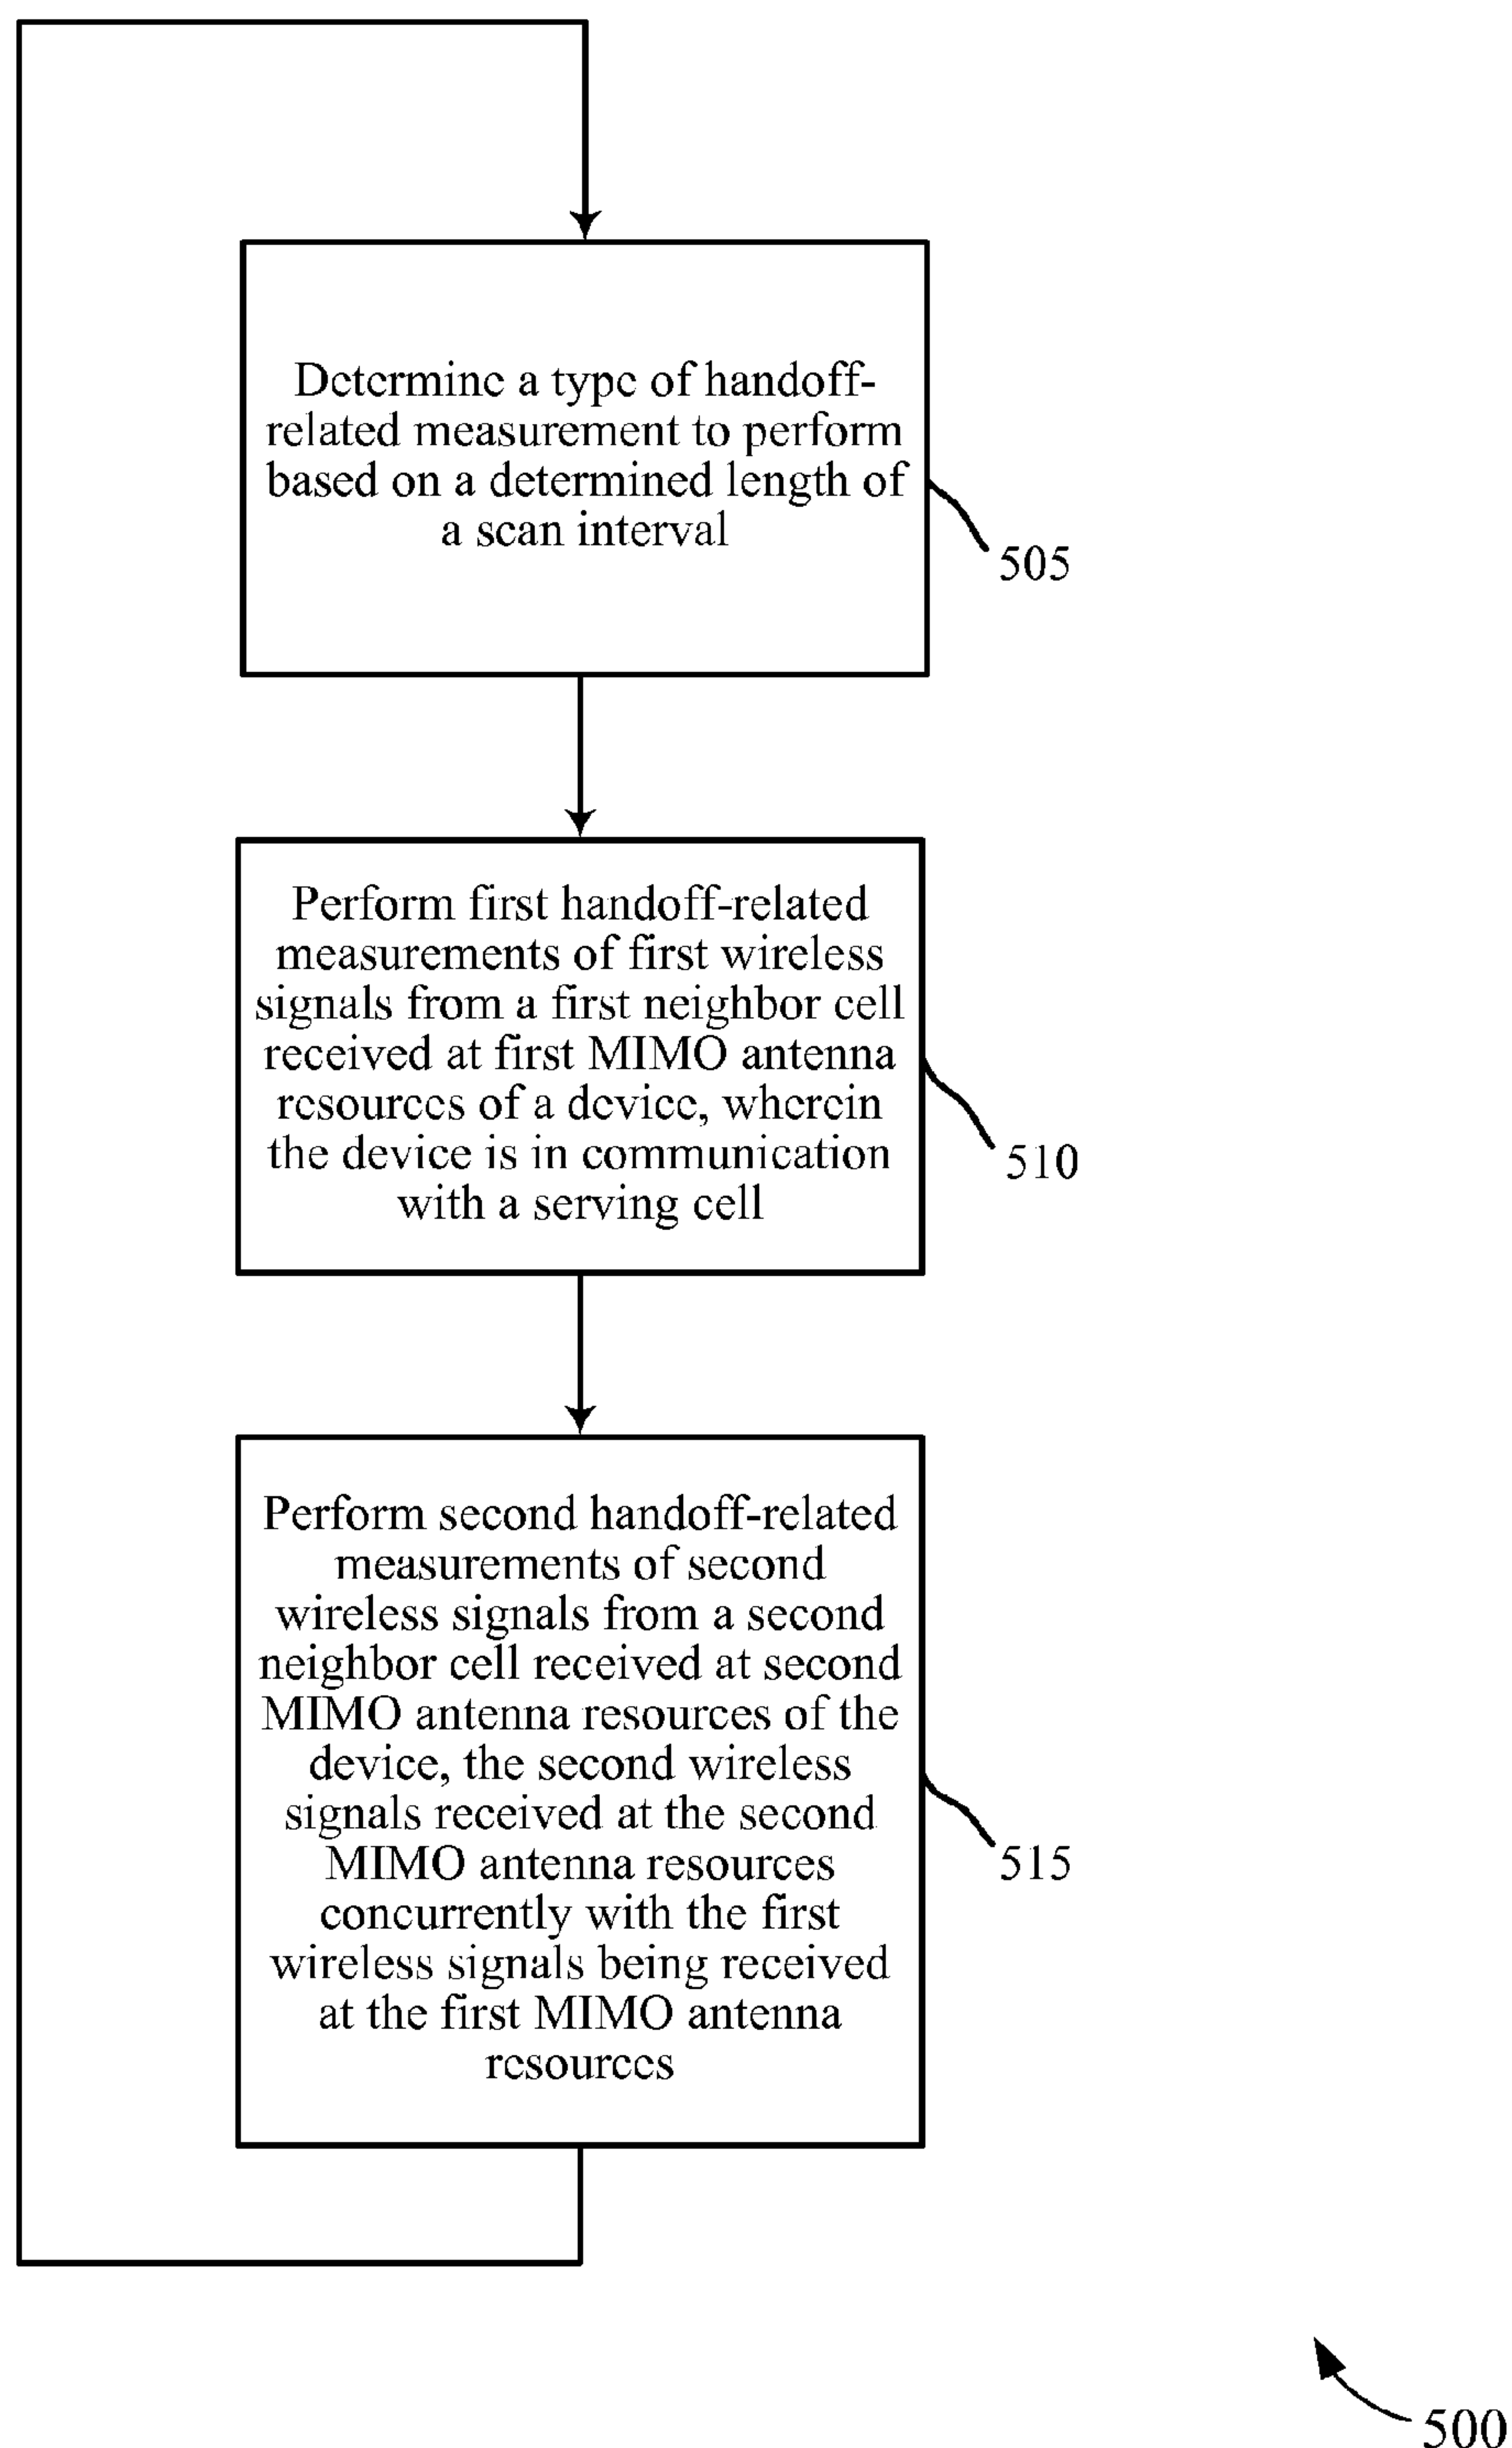 Determine a type of handoff-
related measurement to perform
based on a determined length of
a scan interval
505
Perform first handoff-related
measurements of first wireless
signals from a first neighbor cell
received at first MIMO antenna
resources of a device, wherein
the device is in communication
with a serving cell
510
Perform second handoff-related
measurements of second
wireless signals from a second
neighbor cell received at second
MIMO antenna resources of the
device, the second wireless
signals received at the second
MIMO antenna resources
concurrently with the first
wireless signals being received
at the first MIMO antenna
resources
515
500